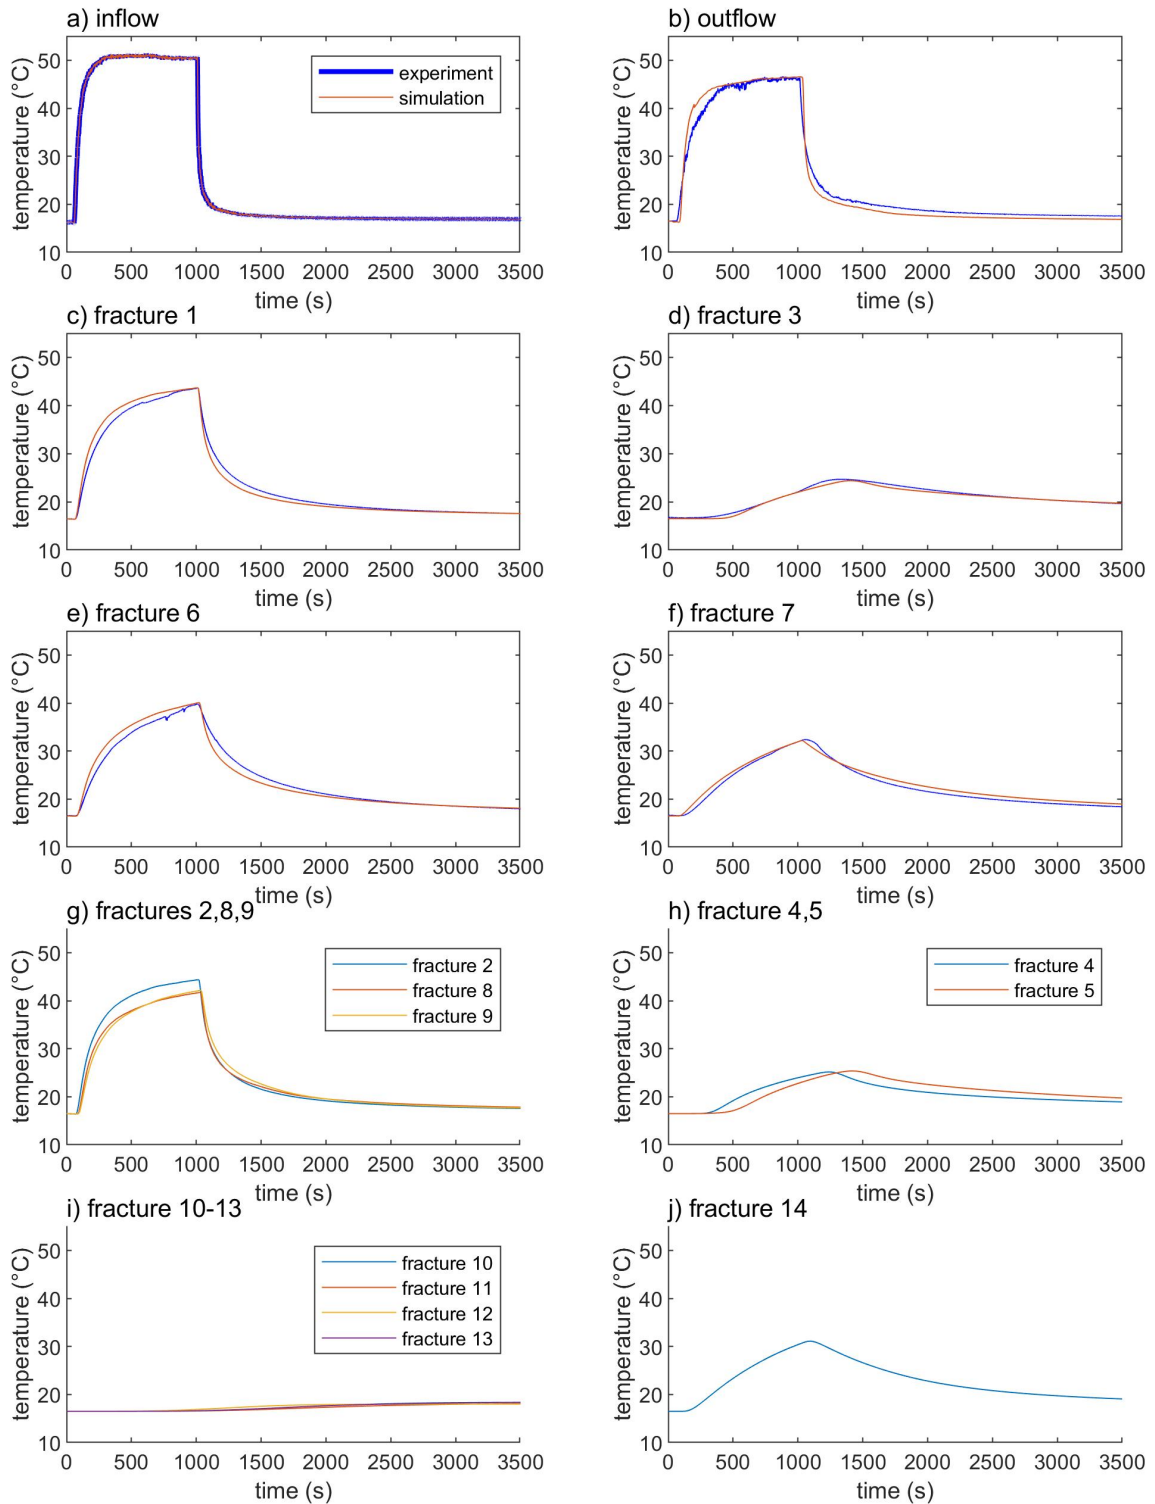 a) inflow
temperature (°C)
50
40
30
20
10
experiment
simulation
0 500 1000 1500 2000 2500 3000 3500
time (s)
b) outflow
temperature (°C)
50
40
30
20
10
0 500 1000 1500 2000 2500 3000 3500
time (s)
c) fracture 1
temperature (°C)
50
40
30
20
10
0 500 1000 1500 2000 2500 3000 3500
time (s)
d) fracture 3
temperature (°C)
50
40
30
20
10
0 500 1000 1500 2000 2500 3000 3500
time (s)
e) fracture 6
temperature (°C)
50
40
30
20
10
0 500 1000 1500 2000 2500 3000 3500
time (s)
f) fracture 7
temperature (°C)
50
40
30
20
10
0 500 1000 1500 2000 2500 3000 3500
time (s)
g) fractures 2,8,9
temperature (°C)
50
40
30
20
10
fracture 2
fracture 8
fracture 9
0 500 1000 1500 2000 2500 3000 3500
time (s)
h) fracture 4,5
temperature (°C)
50
40
30
20
10
fracture 4
fracture 5
0 500 1000 1500 2000 2500 3000 3500
time (s)
i) fracture 10-13
temperature (°C)
50
40
30
20
10
fracture 10
fracture 11
fracture 12
fracture 13
0 500 1000 1500 2000 2500 3000 3500
time (s)
j) fracture 14
temperature (°C)
50
40
30
20
10
0 500 1000 1500 2000 2500 3000 3500
time (s)